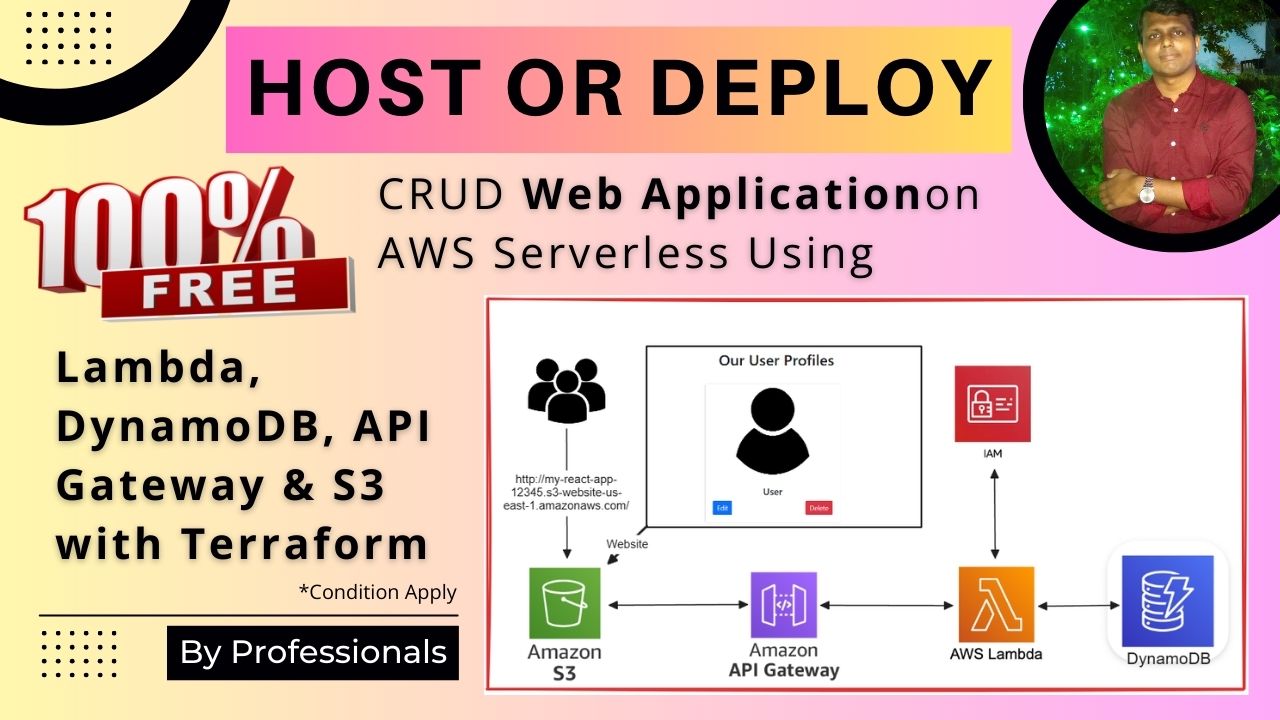 HOST OR DEPLOY
100%
FREE
CRUD Web Applicationon
AWS Serverless Using
Lambda,
DynamoDB, API
Gateway & S3
with Terraform
*Condition Apply
By Professionals
Our User Profiles
User
Edit
Delete
http://my-react-app-
12345.s3-website-us-
east-1.amazonaws.com/
Website
IAM
Amazon
S3
Amazon
API Gateway
AWS Lambda
DynamoDB